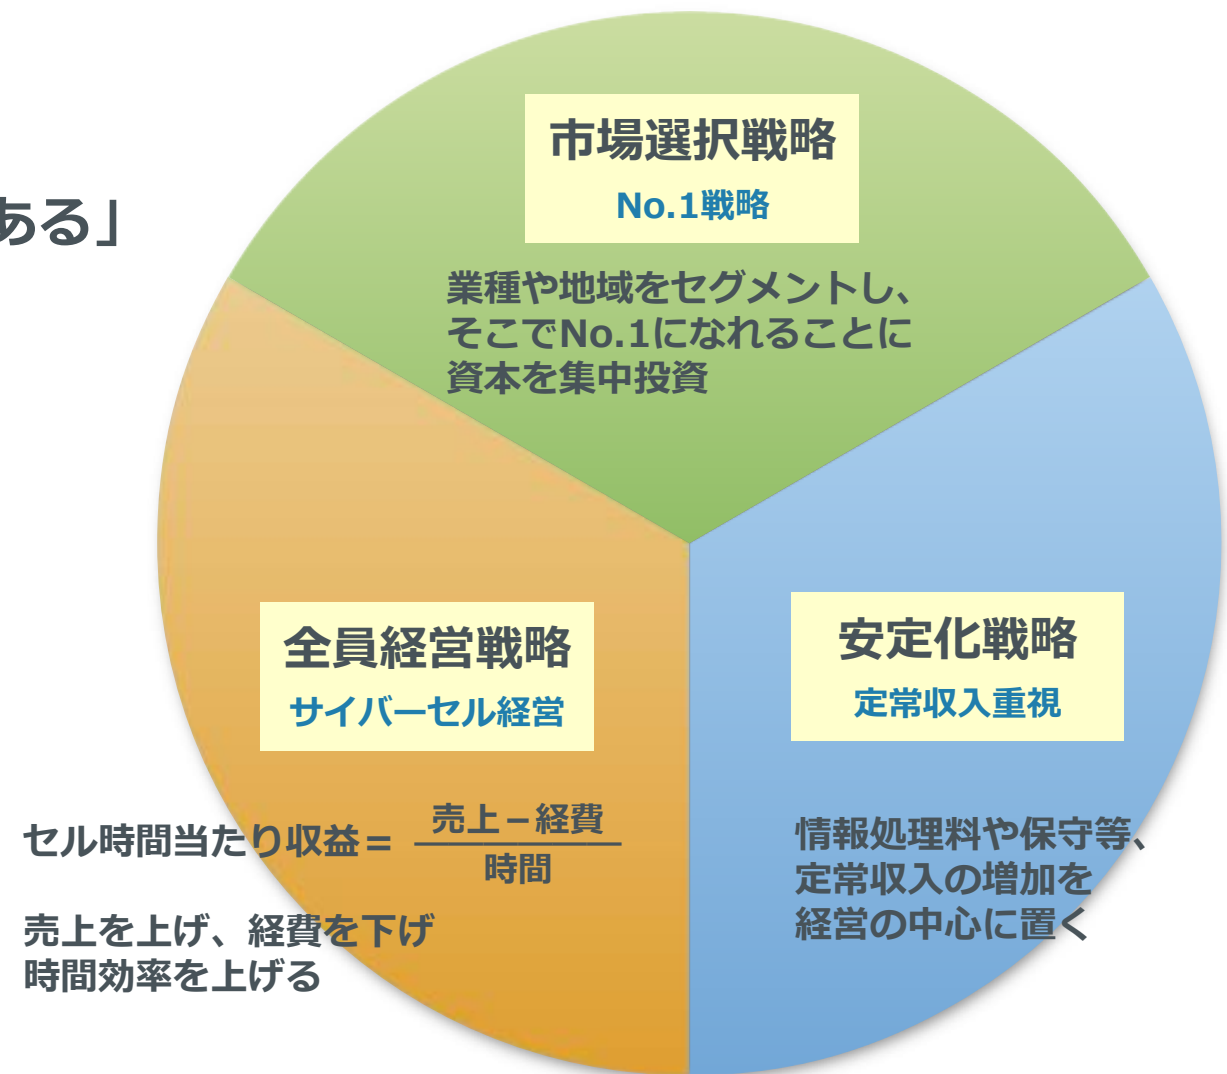 ある」
市場選択戦略
No.1戦略
業種や地域をセグメントし、
そこでNo.1になれることに
資本を集中投資
全員経営戦略
サイバーセル経営
セル時間当たり収益＝
売上－経費
時間
売上を上げ、経費を下げ
時間効率を上げる
安定化戦略
定常収入重視
情報処理料や保守等、
定常収入の増加を
経営の中心に置く